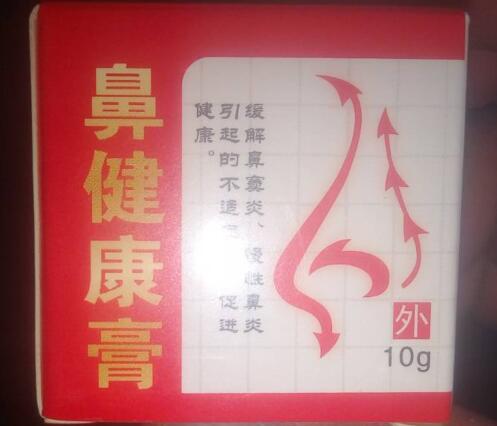 鼻健康膏
缓解鼻窦炎、慢性鼻炎
引起的不适 促进
健康。
外
10g